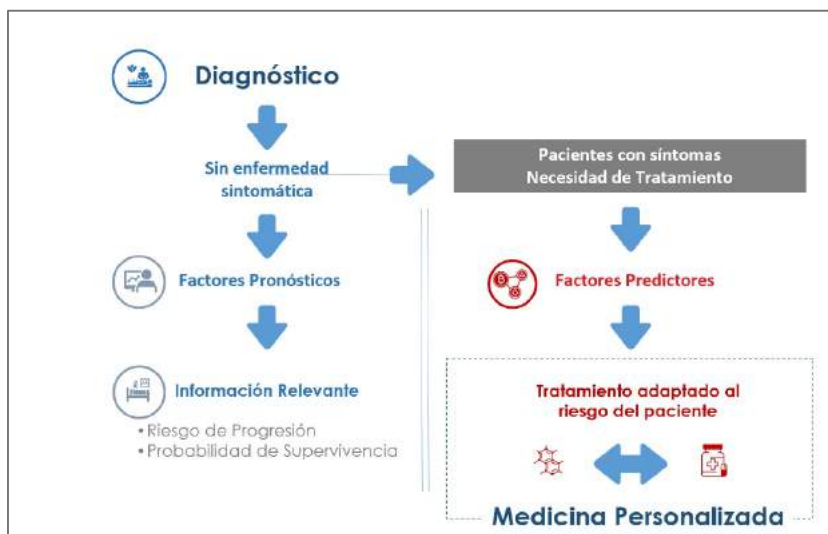 Diagnóstico
Sin enfermedad
sintomática
Factores Pronósticos
Información Relevante
• Riesgo de Progresión
• Probabilidad de Supervivencia
Pacientes con síntomas
Necesidad de Tratamiento
Factores Predictores
Tratamiento adaptado al
riesgo del paciente
Medicina Personalizada